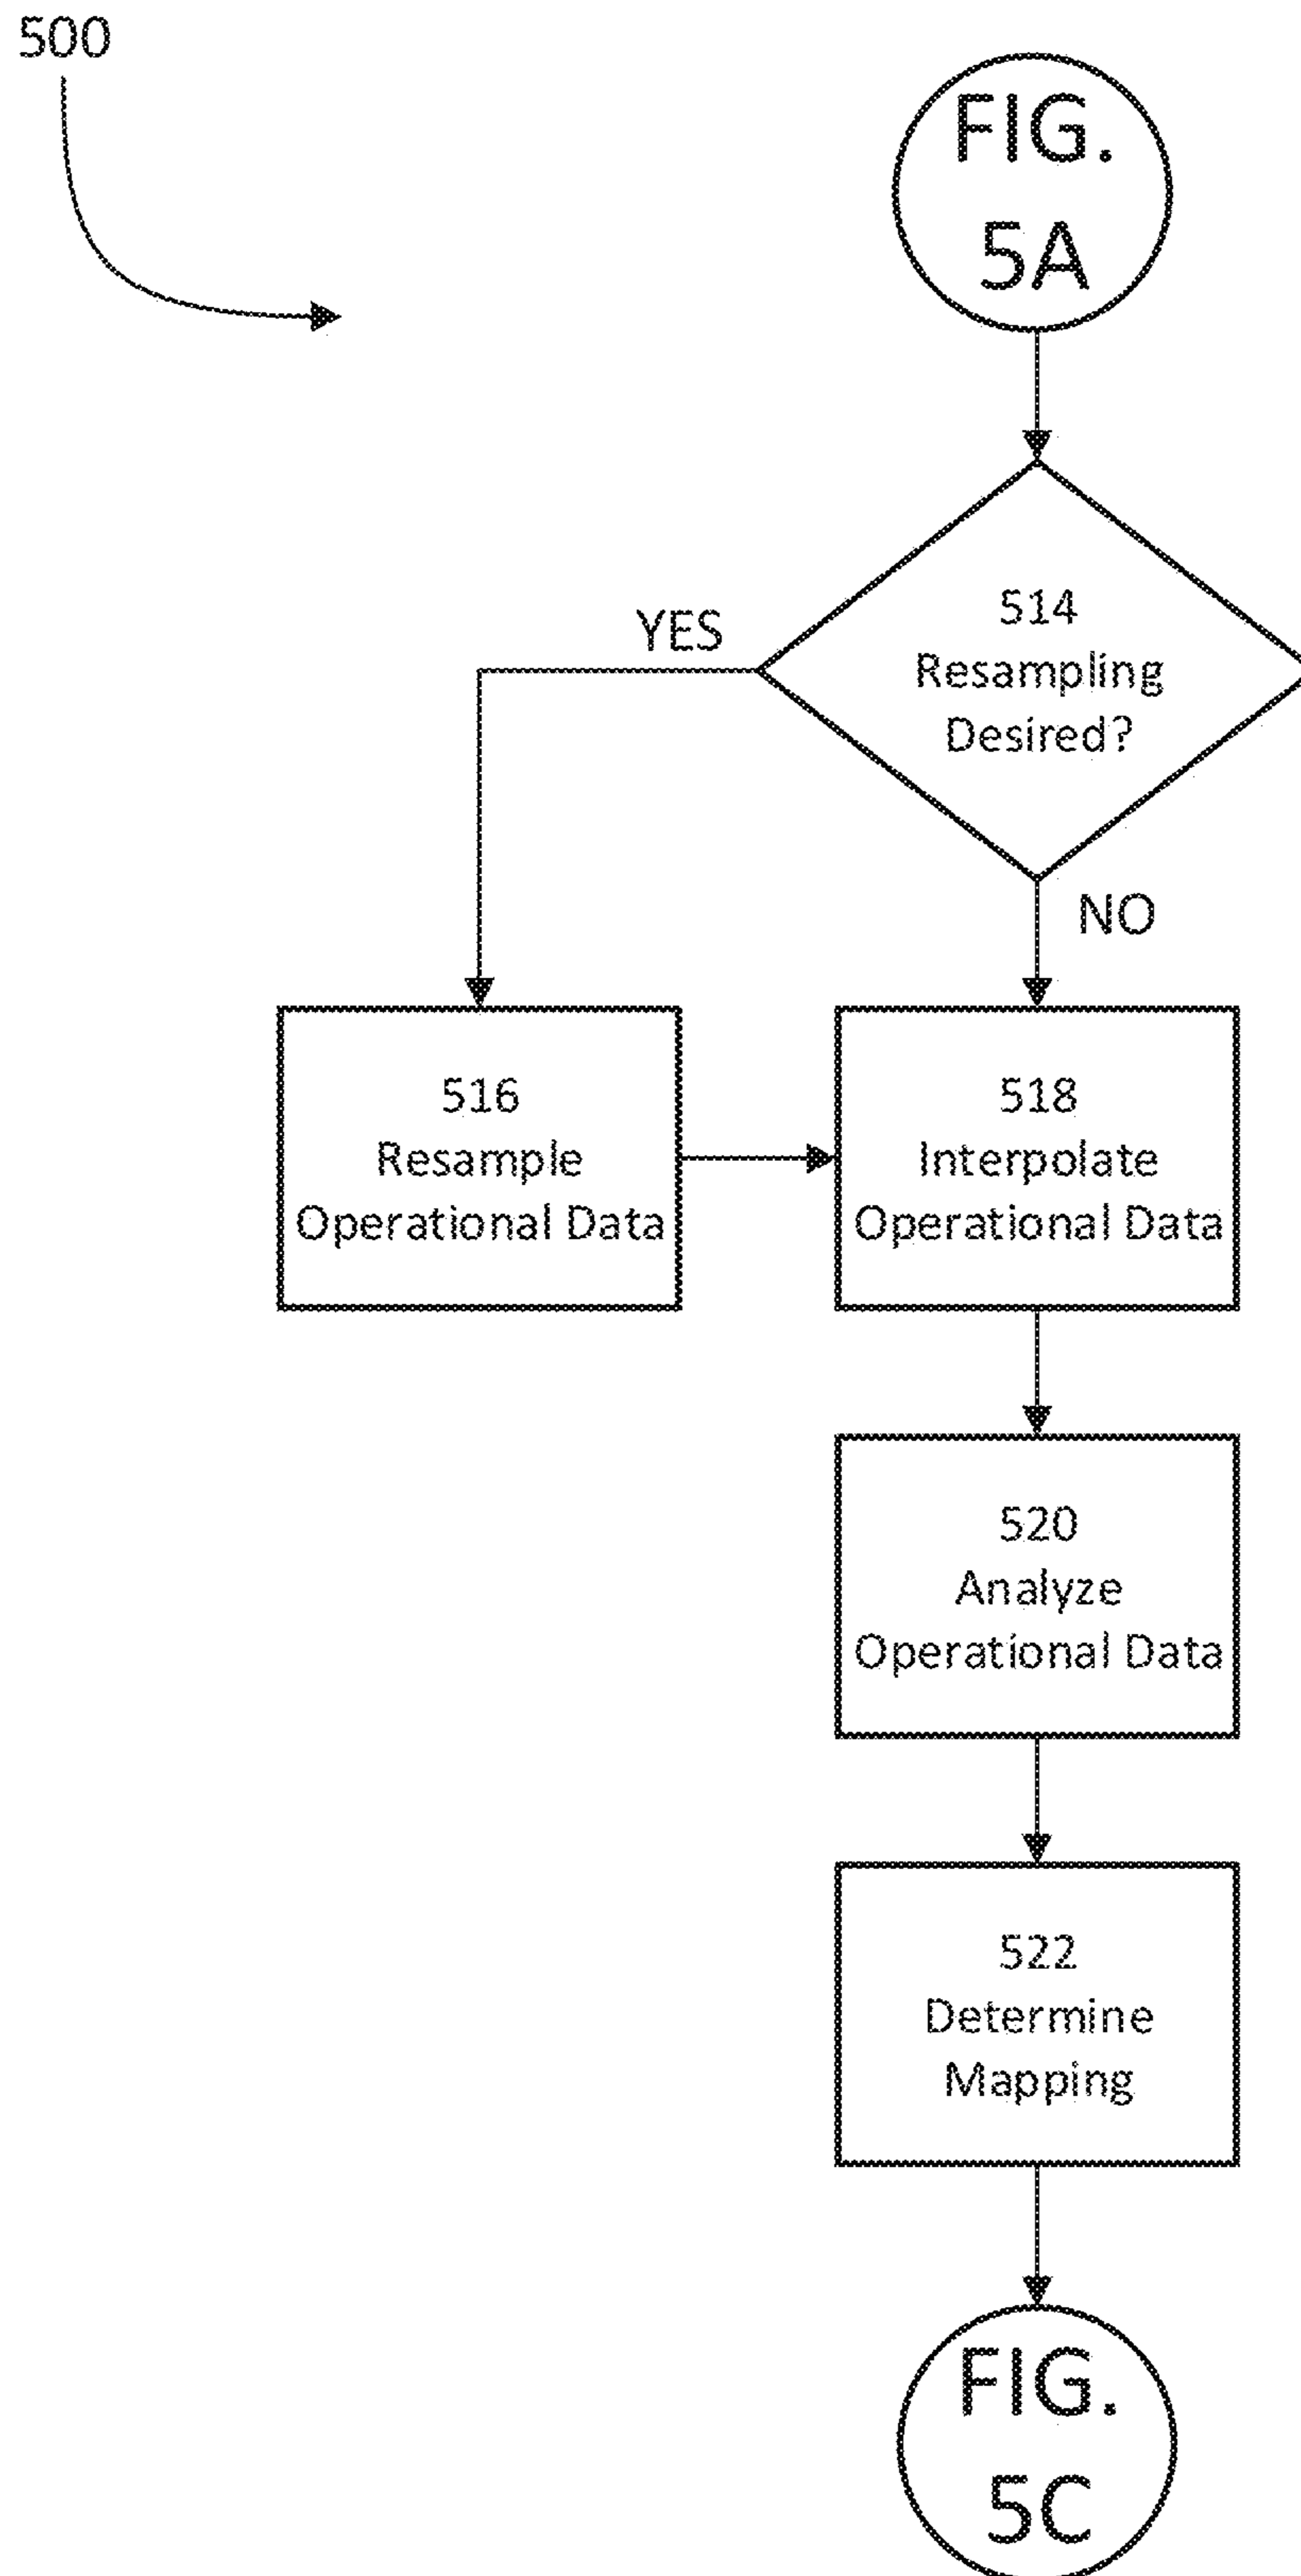 500
FIG.
5A
514
Resampling
Desired?
YES
NO
516
Resample
Operational Data
518
Interpolate
Operational Data
520
Analyze
Operational Data
522
Determine
Mapping
FIG.
5C